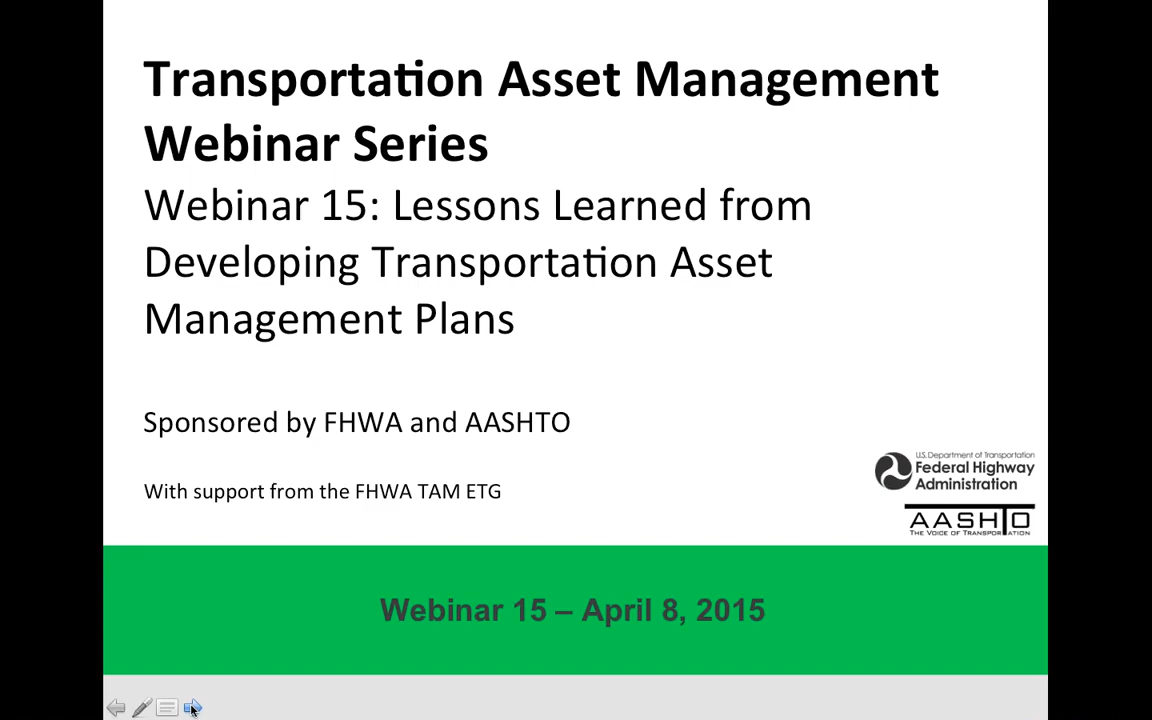 Transportation Asset Management
Webinar Series
Webinar 15: Lessons Learned from
Developing Transportation Asset
Management Plans
Sponsored by FHWA and AASHTO
With support from the FHWA TAM ETG
U.S. Department of Transportation
Federal Highway
Administration
AASHTO
THE VOICE OF TRANSPORTATION
Webinar 15 – April 8, 2015